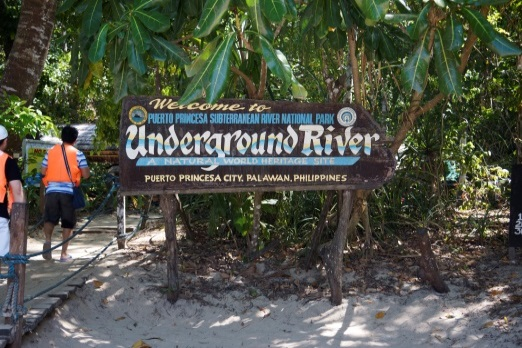 Welcome to
PUERTO PRINCESA SUBTERRANEAN RIVER NATIONAL PARK
Underground River
A NATURAL WORLD HERITAGE SITE
PUERTO PRINCESA CITY, PALAWAN, PHILIPPINES